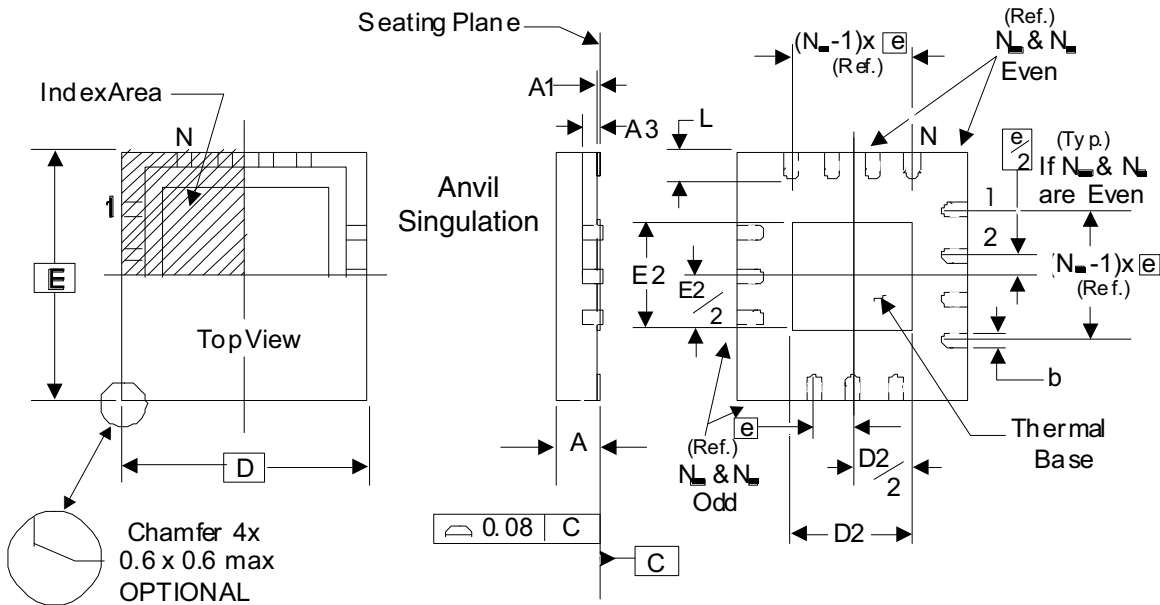 Seating Plane
Index Area
N
1
E
Top View
D
Chamfer 4x
0.6 x 0.6 max
OPTIONAL
A1
A3
L
Anvil
Singulation
A
0.08 C
C
(N -1)x e
(Ref.)
(Ref.)
N & N
Even
N
e/2
(Typ.)
If N & N
are Even
1
2
(N -1)x e
(Ref.)
E2
E2/2
b
e
(Ref.)
N & N
Odd
D2/2
D2
Thermal
Base